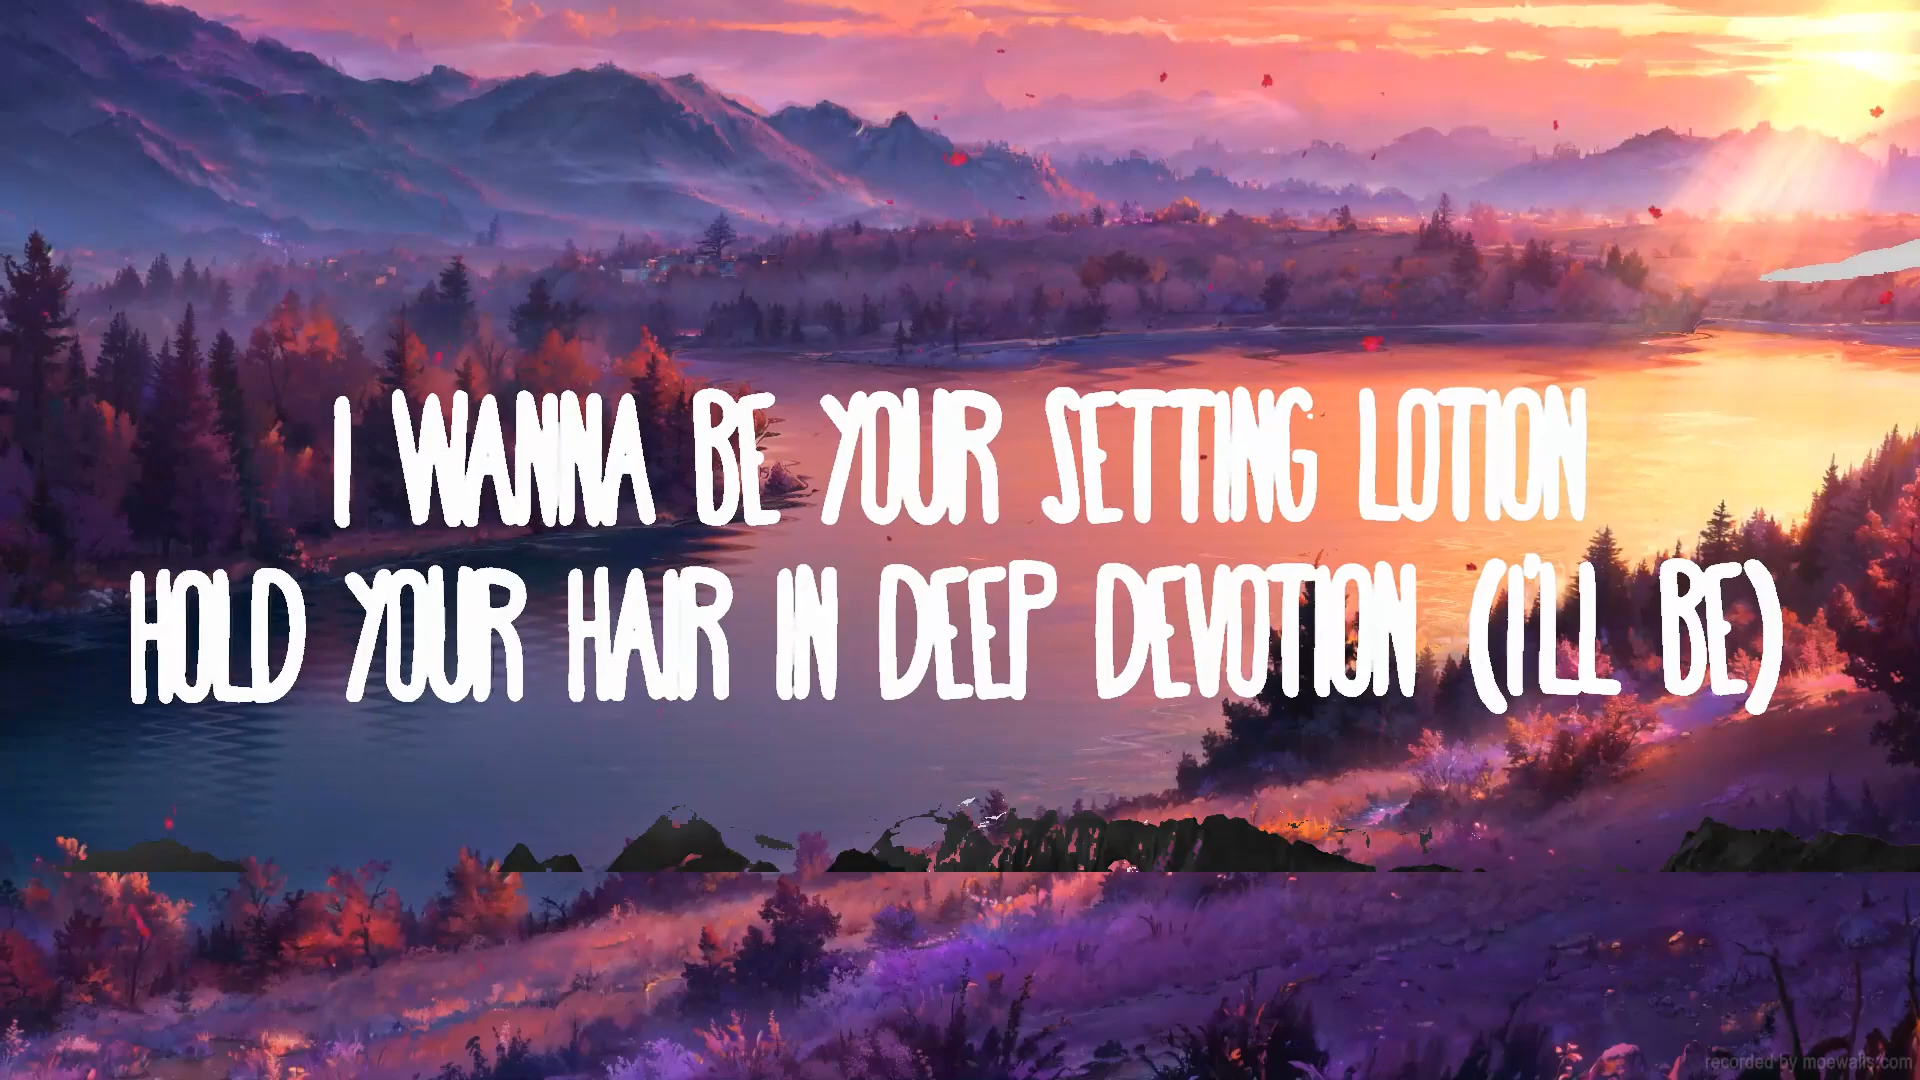 I WANNA BE YOUR SETTING LOTION
HOLD YOUR HAIR IN DEEP DEVOTION (I'LL BE)
recorded by moewalls.com